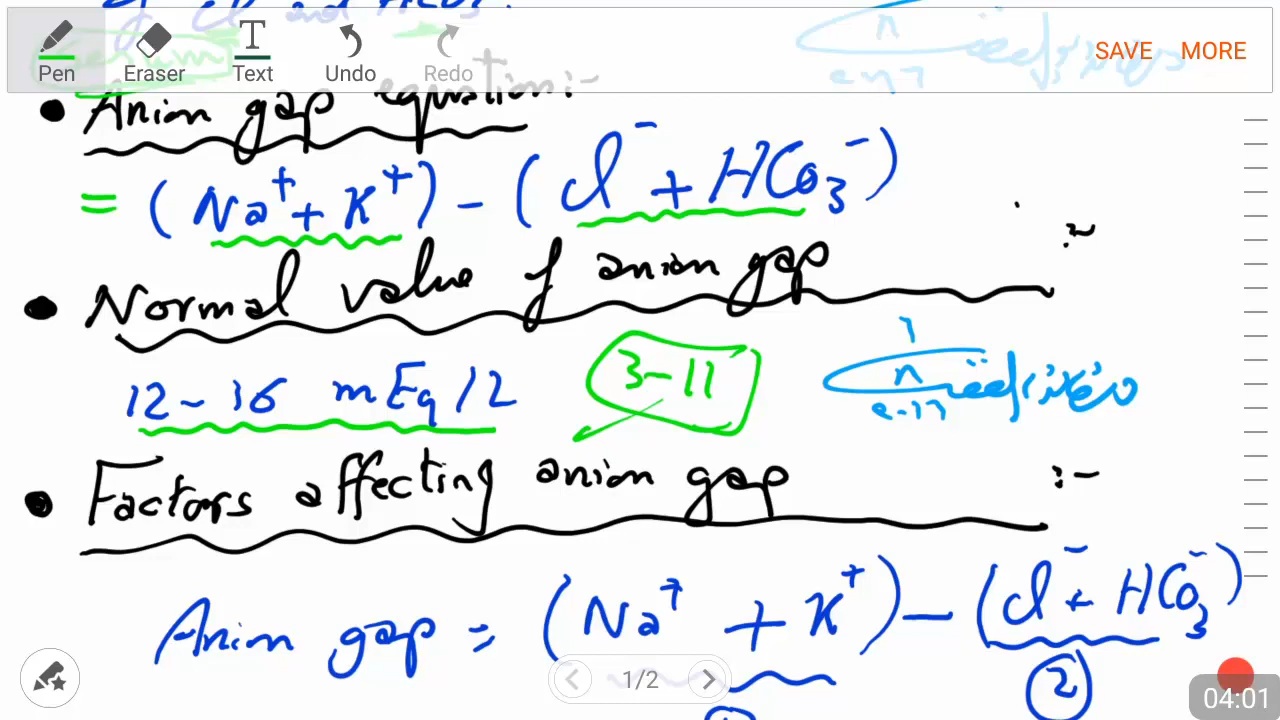 Pen Eraser Text Undo Redo SAVE MORE
Anion gap equation:-
= (Na⁺ + K⁺) - (Cl⁻ + HCO₃⁻)
Normal value of anion gap :-
12 - 16 mEq/L 3-11
Factors affecting anion gap :-
Anion gap = (Na⁺ + K⁺) - (Cl⁻ + HCO₃⁻)
2
1/2
04:01